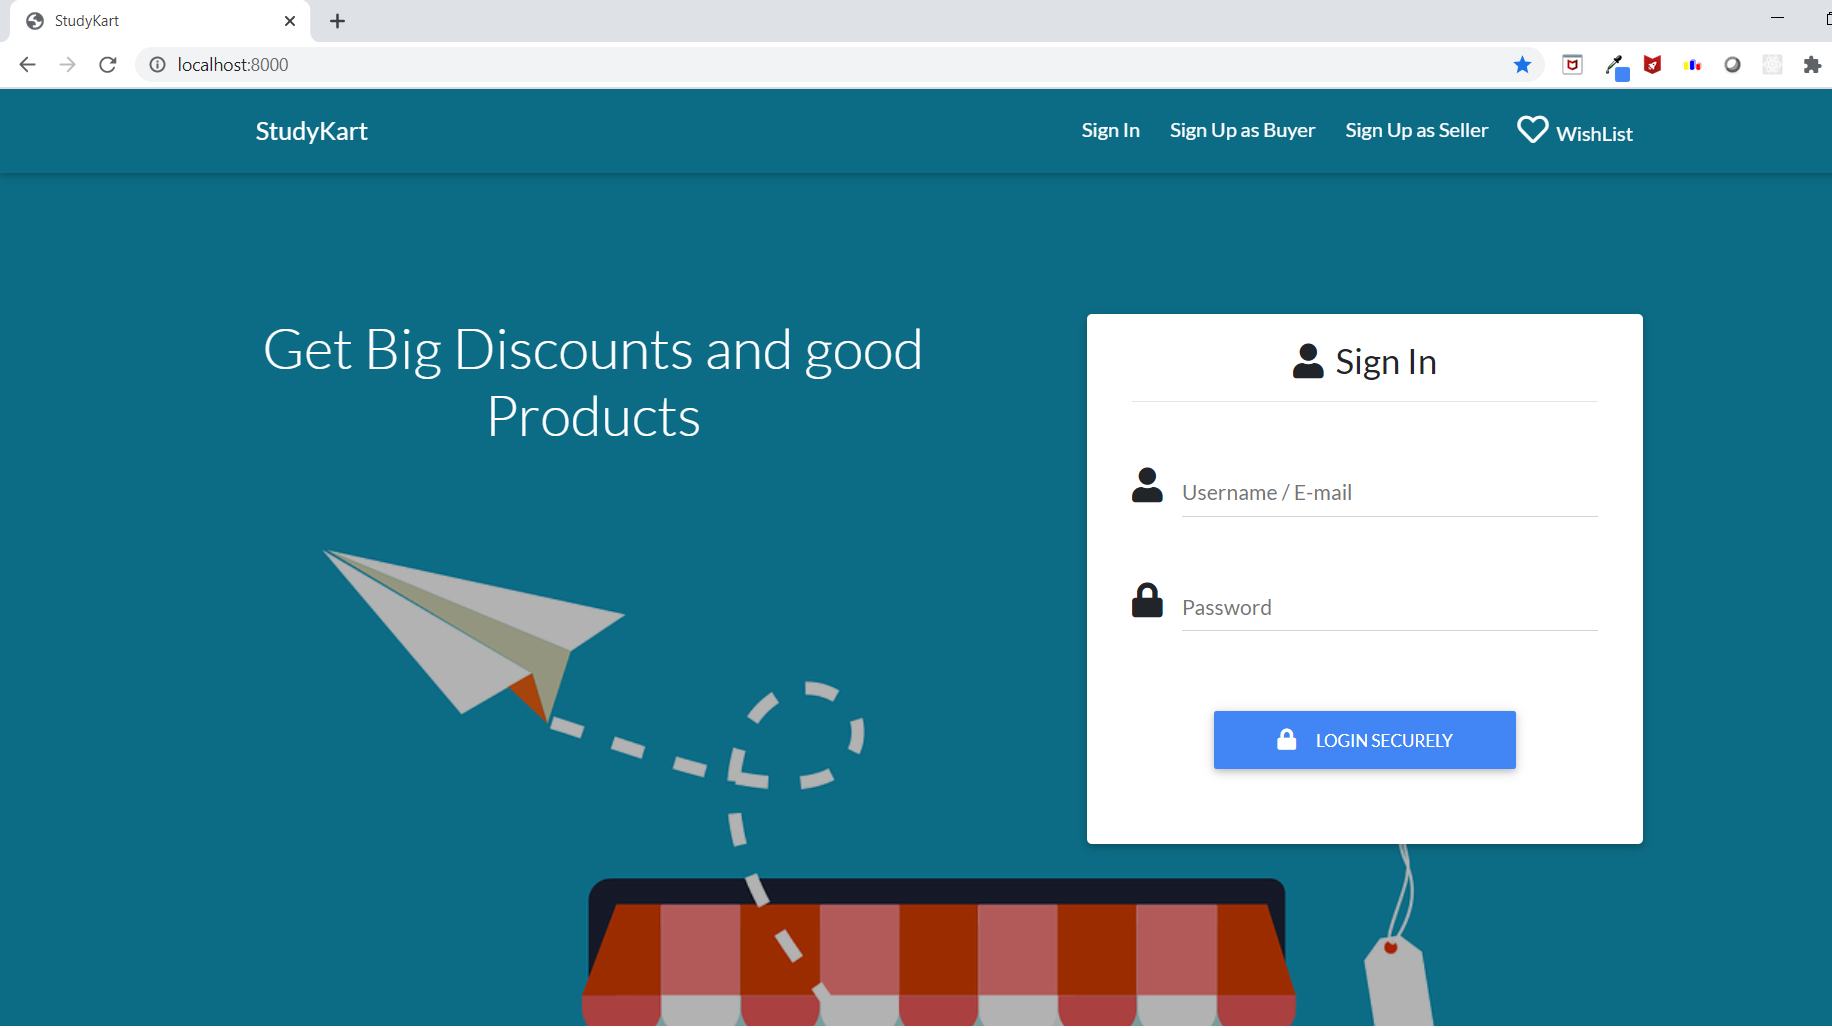 StudyKart
localhost:8000
StudyKart
Sign In
Sign Up as Buyer
Sign Up as Seller
WishList
Get Big Discounts and good
Products
Sign In
Username / E-mail
Password
LOGIN SECURELY